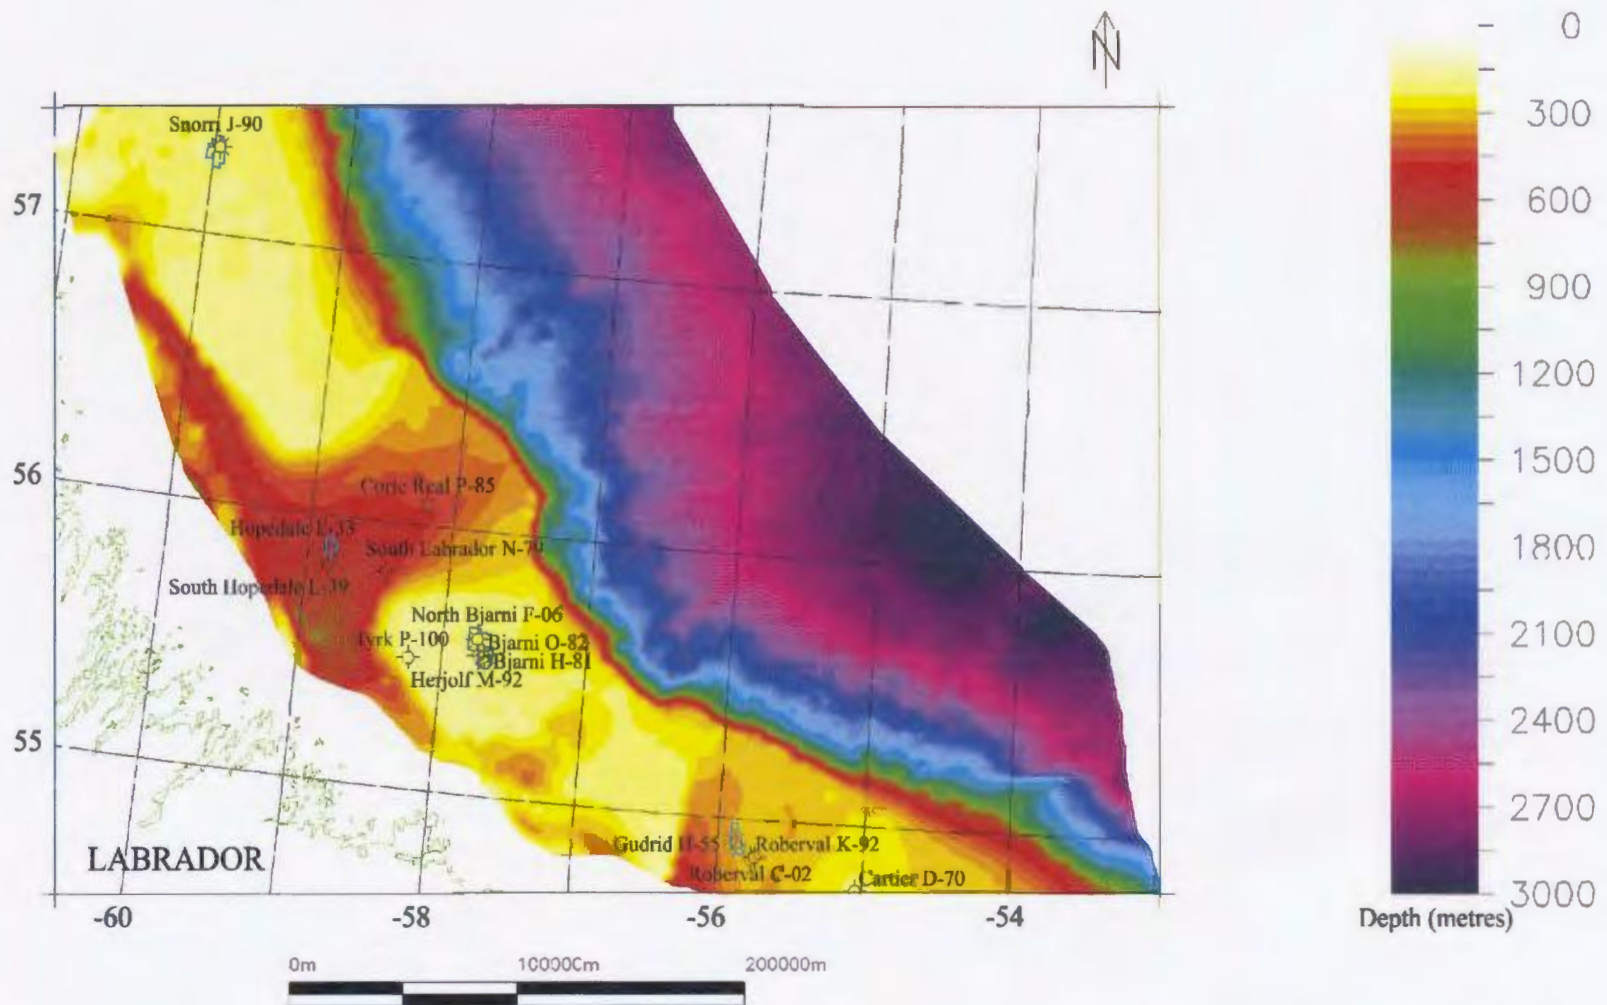 N
Snorri J-90
57
56
55
Corte Real P-85
Hopedale E-33
South Labrador N-79
South Hopedale L-39
North Bjarni F-06
Tyrk P-100
Bjarni O-82
Bjarni H-81
Herjolf M-92
Gudrid H-55
Roberval K-92
Roberval C-02
Cartier D-70
LABRADOR
-60
-58
-56
-54
0m
100000m
200000m
0
300
600
900
1200
1500
1800
2100
2400
2700
3000
Depth (metres)